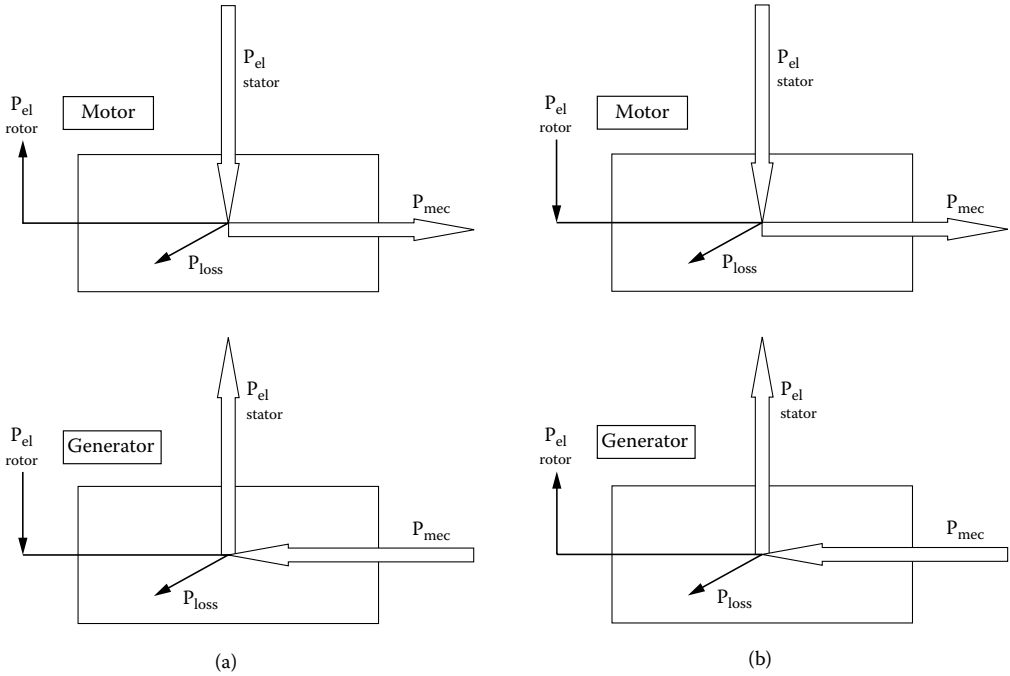 P_el
stator
P_el
rotor
Motor
P_mec
P_loss
P_el
stator
P_el
rotor
Motor
P_mec
P_loss
P_el
stator
P_el
rotor
Generator
P_mec
P_loss
(a)
P_el
stator
P_el
rotor
Generator
P_mec
P_loss
(b)